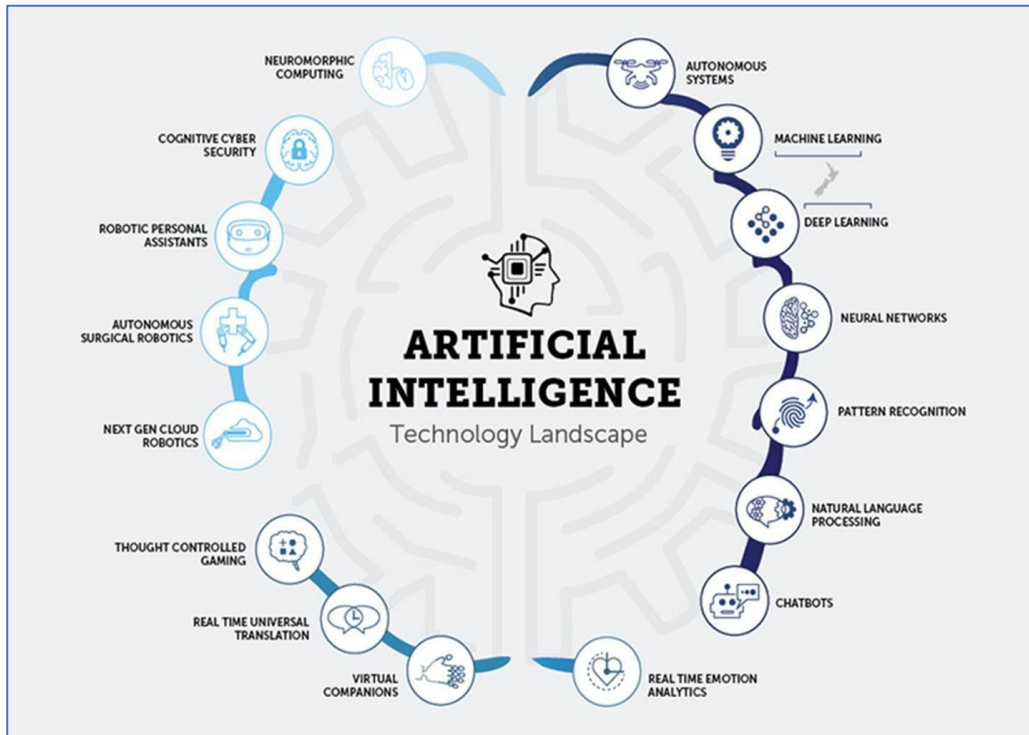 ARTIFICIAL
INTELLIGENCE
Technology Landscape
AUTONOMOUS
SYSTEMS
MACHINE LEARNING
DEEP LEARNING
NEURAL NETWORKS
PATTERN RECOGNITION
NATURAL LANGUAGE
PROCESSING
CHATBOTS
REAL TIME EMOTION
ANALYTICS
VIRTUAL
COMPANIONS
REAL TIME UNIVERSAL
TRANSLATION
THOUGHT CONTROLLED
GAMING
NEXT GEN CLOUD
ROBOTICS
AUTONOMOUS
SURGICAL ROBOTICS
ROBOTIC PERSONAL
ASSISTANTS
COGNITIVE CYBER
SECURITY
NEUROMORPHIC
COMPUTING